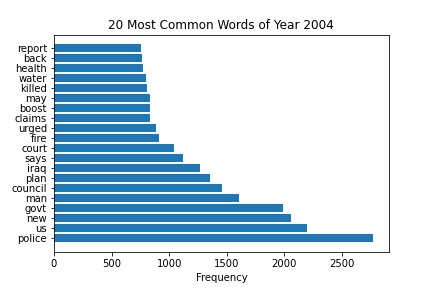 20 Most Common Words of Year 2004
report
back
health
water
killed
may
boost
claims
urged
fire
court
says
iraq
plan
council
man
govt
new
us
police
0 500 1000 1500 2000 2500
Frequency